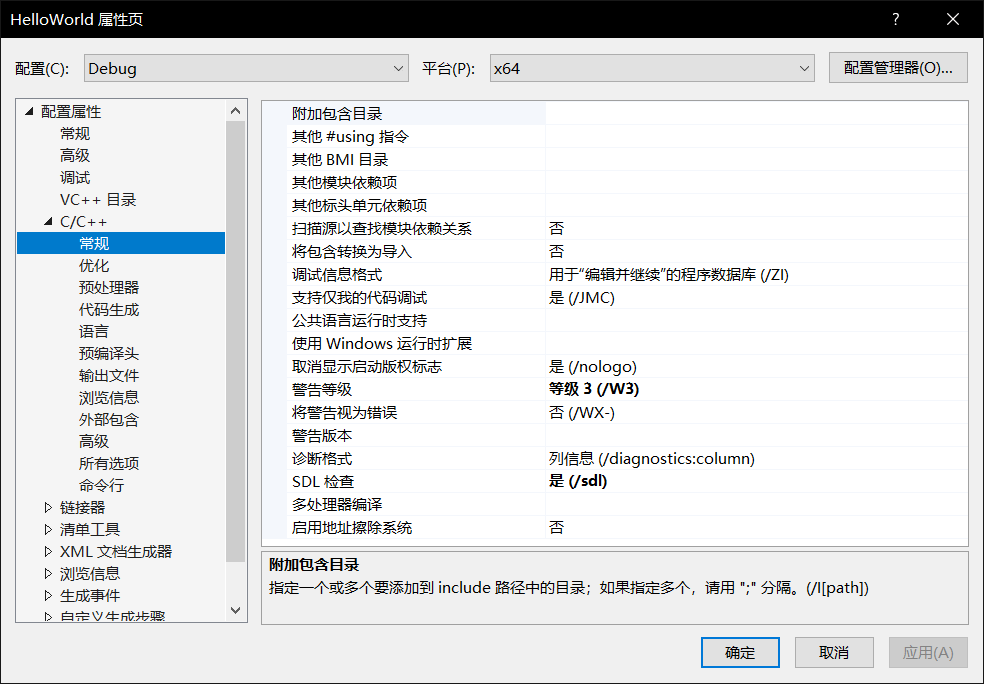 HelloWorld 属性页
?
配置(C): Debug 平台(P): x64 配置管理器(O)...
配置属性
常规
高级
调试
VC++ 目录
C/C++
常规
优化
预处理器
代码生成
语言
预编译头
输出文件
浏览信息
外部包含
高级
所有选项
命令行
链接器
清单工具
XML 文档生成器
浏览信息
生成事件
自定义生成步骤
附加包含目录
其他 #using 指令
其他 BMI 目录
其他模块依赖项
其他标头单元依赖项
扫描源以查找模块依赖关系 否
将包含转换为导入 否
调试信息格式 用于“编辑并继续”的程序数据库 (/ZI)
支持仅我的代码调试 是 (/JMC)
公共语言运行时支持
使用 Windows 运行时扩展
取消显示启动版权标志 是 (/nologo)
警告等级 等级 3 (/W3)
将警告视为错误 否 (/WX-)
警告版本
诊断格式 列信息 (/diagnostics:column)
SDL 检查 是 (/sdl)
多处理器编译
启用地址擦除系统 否
附加包含目录
指定一个或多个要添加到 include 路径中的目录；如果指定多个，请用 ";" 分隔。(/I[path])
确定 取消 应用(A)